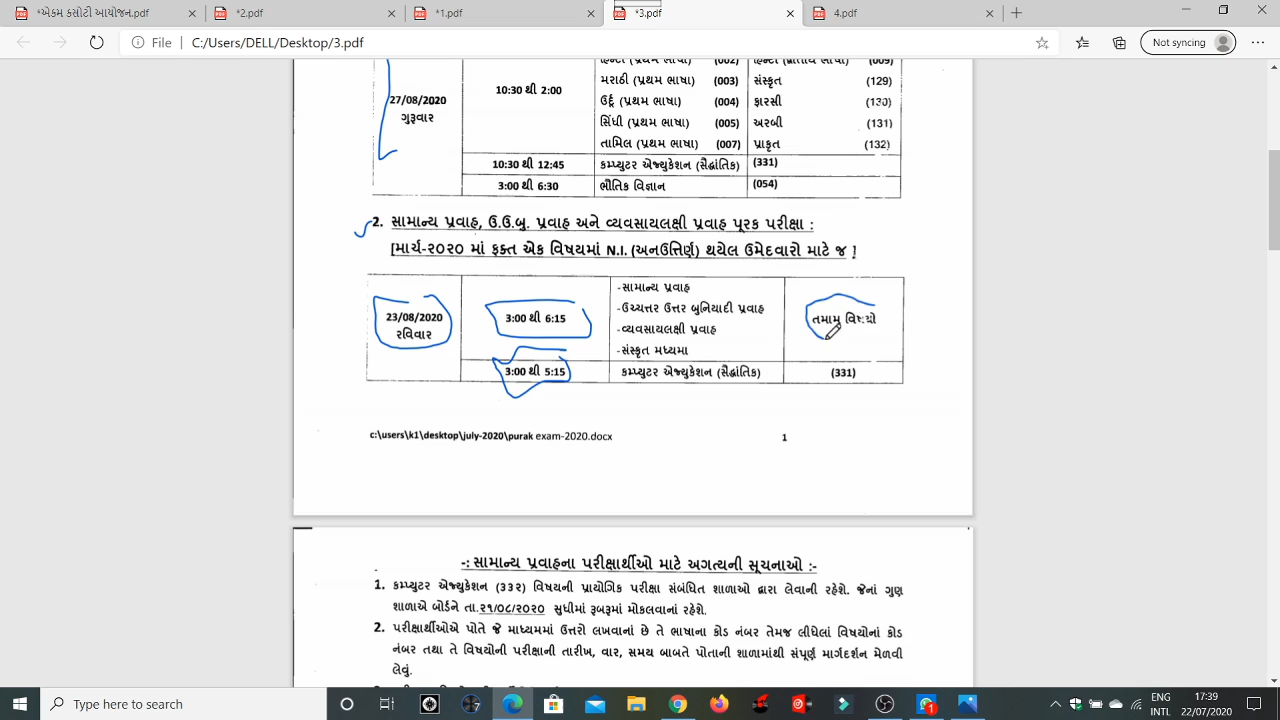 *એકમ સારી આયોજન.pdf
*2.pdf
*1.pdf
*3.pdf
4.pdf
File
C:/Users/DELL/Desktop/3.pdf
Not syncing
27/08/2020
ગુરૂવાર
10:30 થી 2:00
હિન્દી (પ્રથમ ભાષા) (002)
મરાઠી (પ્રથમ ભાષા) (003) સંસ્કૃત (129)
ઉર્દૂ (પ્રથમ ભાષા) (004) ફારસી (130)
સિંધી (પ્રથમ ભાષા) (005) અરબી (131)
તામિલ (પ્રથમ ભાષા) (007) પ્રાકૃત (132)
10:30 થી 12:45 કમ્પ્યુટર એજ્યુકેશન (સૈદ્ધાંતિક) (331)
3:00 થી 6:30 ભૌતિક વિજ્ઞાન (054)
2. સામાન્ય પ્રવાહ, ઉ.ઉ.બુ. પ્રવાહ અને વ્યવસાયલક્ષી પ્રવાહ પૂરક પરીક્ષા :
[માર્ચ-૨૦૨૦ માં ફક્ત એક વિષયમાં N.I. (અનઉત્તિર્ણ) થયેલ ઉમેદવારો માટે જ ]
23/08/2020
રવિવાર
3:00 થી 6:15
-સામાન્ય પ્રવાહ
-ઉચ્ચત્તર ઉત્તર બુનિયાદી પ્રવાહ
-વ્યવસાયલક્ષી પ્રવાહ
-સંસ્કૃત મધ્યમા
તમામ વિષયો
3:00 થી 5:15 કમ્પ્યુટર એજ્યુકેશન (સૈદ્ધાંતિક) (331)
c:\users\k1\desktop\july-2020\purak exam-2020.docx 1
-: સામાન્ય પ્રવાહના પરીક્ષાર્થીઓ માટે અગત્યની સૂચનાઓ :-
1. કમ્પ્યુટર એજ્યુકેશન (૩૩૨) વિષયની પ્રાયોગિક પરીક્ષા સંબંધિત શાળાઓ દ્વારા લેવાની રહેશે. જેનાં ગુણ
શાળાએ બોર્ડને તા.૨૧/૦૮/૨૦૨૦ સુધીમાં રૂબરૂમાં મોકલવાનાં રહેશે.
2. પરીક્ષાર્થીઓએ પોતે જે માધ્યમમાં ઉત્તરો લખવાનાં છે તે ભાષાના કોડ નંબર તેમજ લીધેલાં વિષયોનાં કોડ
નંબર તથા તે વિષયોની પરીક્ષાની તારીખ, વાર, સમય બાબતે પોતાની શાળામાંથી સંપૂર્ણ માર્ગદર્શન મેળવી
લેવું.
Type here to search
ENG
INTL
17:39
22/07/2020